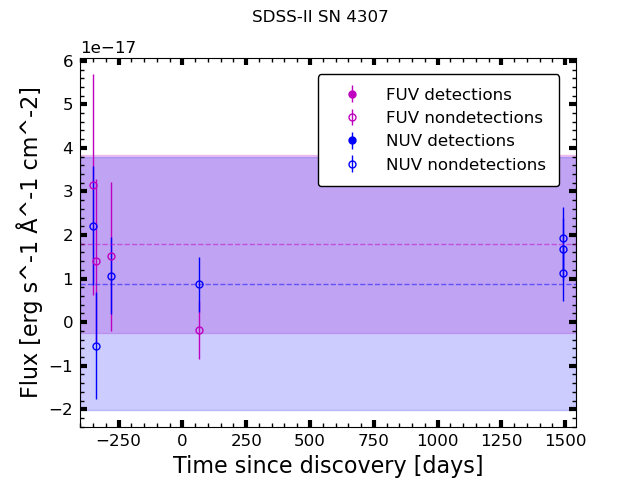 SDSS-II SN 4307
1e−17
FUV detections
FUV nondetections
NUV detections
NUV nondetections
6
5
4
3
2
1
0
−1
−2
Flux [erg s^-1 Å^-1 cm^-2]
−250 0 250 500 750 1000 1250 1500
Time since discovery [days]